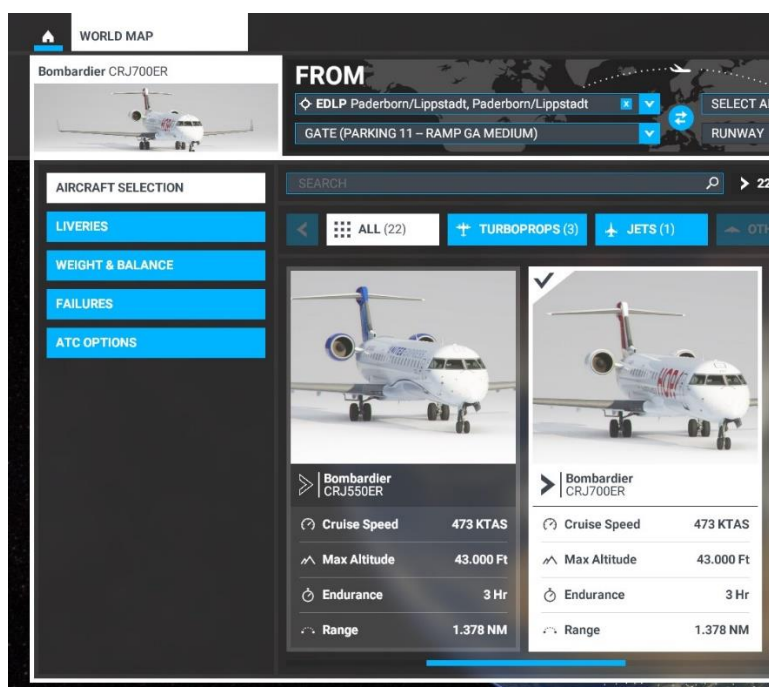 WORLD MAP
Bombardier CRJ700ER
FROM
EDLP Paderborn/Lippstadt, Paderborn/Lippstadt
GATE (PARKING 11 – RAMP GA MEDIUM)
RUNWAY
AIRCRAFT SELECTION
LIVERIES
WEIGHT & BALANCE
FAILURES
ATC OPTIONS
SEARCH
ALL (22)
TURBOPROPS (3)
JETS (1)
Bombardier
CRJ550ER
Cruise Speed 473 KTAS
Max Altitude 43.000 Ft
Endurance 3 Hr
Range 1.378 NM
HOP!
Bombardier
CRJ700ER
Cruise Speed 473 KTAS
Max Altitude 43.000 Ft
Endurance 3 Hr
Range 1.378 NM